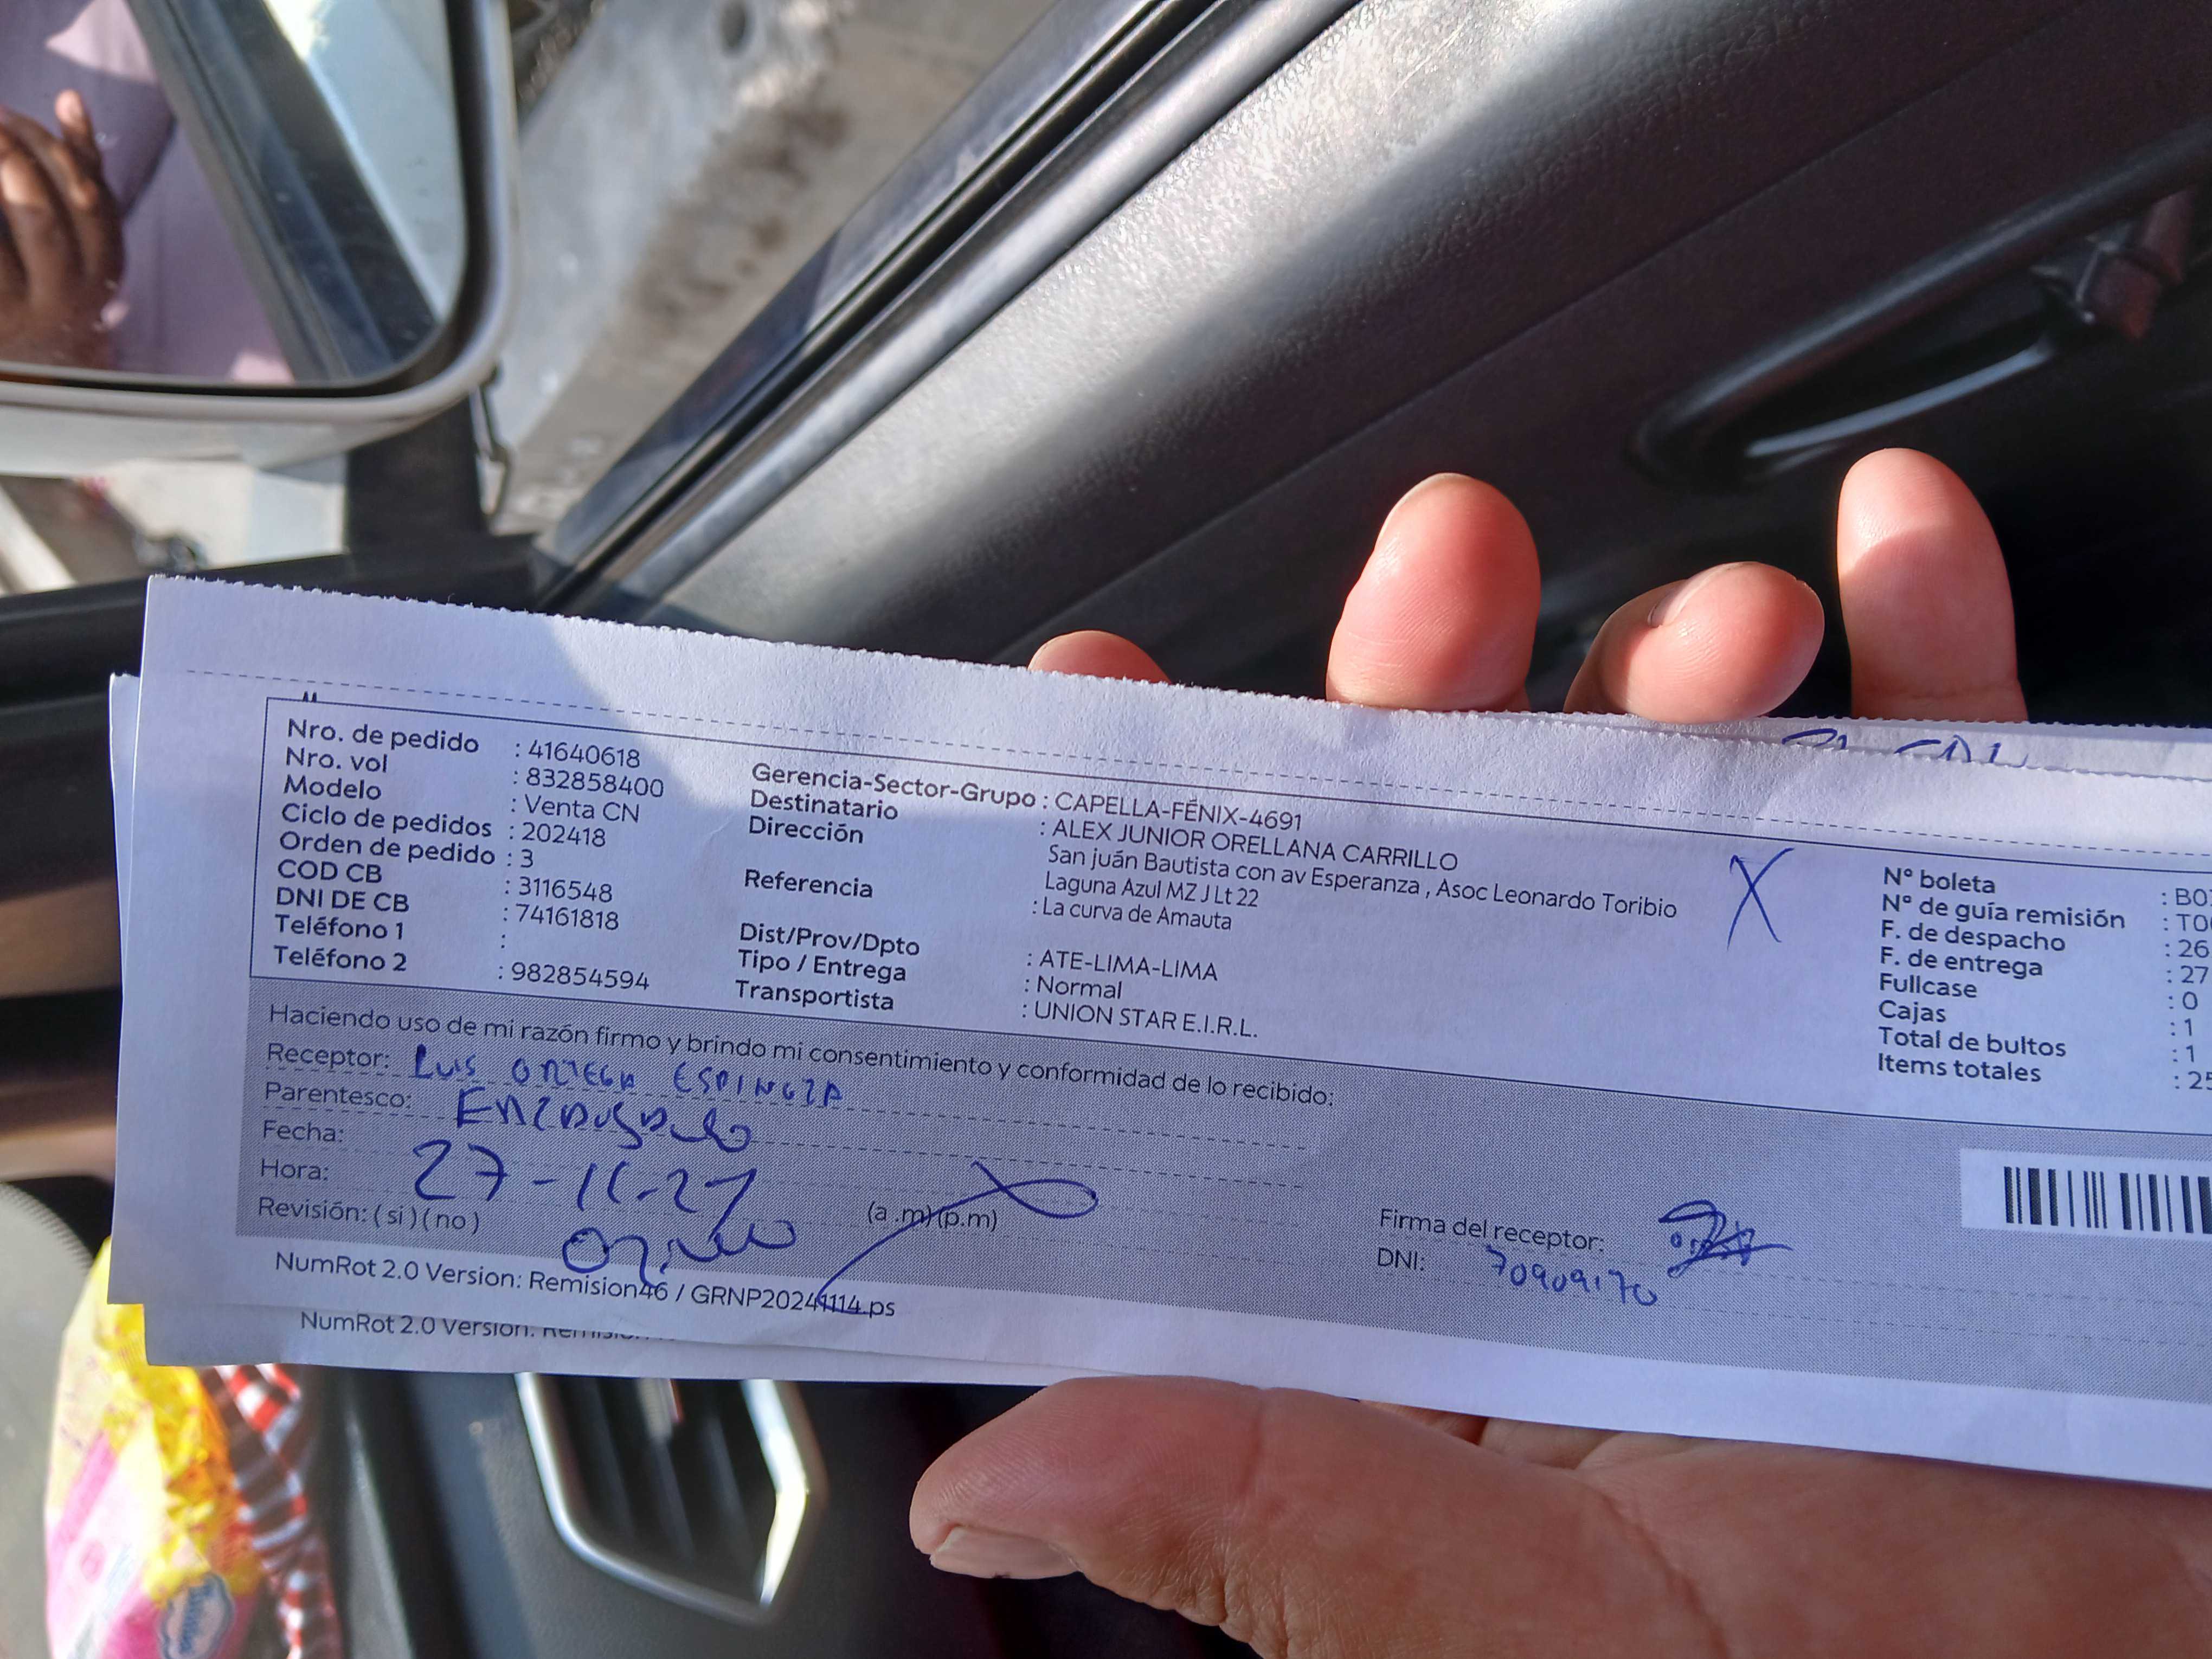 Nro. de pedido : 41640618
Nro. vol : 832858400
Modelo : Venta CN
Ciclo de pedidos : 202418
Orden de pedido : 3
COD CB : 3116548
DNI DE CB : 74161818
Teléfono 1 :
Teléfono 2 : 982854594
Gerencia-Sector-Grupo : CAPELLA-FÉNIX-4691
Destinatario : ALEX JUNIOR ORELLANA CARRILLO
Dirección San juán Bautista con av Esperanza , Asoc Leonardo Toribio
Laguna Azul MZ J Lt 22
Referencia : La curva de Amauta
Dist/Prov/Dpto : ATE-LIMA-LIMA
Tipo / Entrega : Normal
Transportista : UNION STAR E.I.R.L.
X
N° boleta : B0
N° de guía remisión : T0
F. de despacho : 26
F. de entrega : 27
Fullcase : 0
Cajas : 1
Total de bultos : 1
Items totales : 25
Haciendo uso de mi razón firmo y brindo mi consentimiento y conformidad de lo recibido:
Receptor: LUIS ORTEGA ESPINOZA
Parentesco:
Fecha: 27-11-24
Hora: (a .m)(p.m)
Revisión: ( si ) ( no )
Firma del receptor:
DNI: 70909170
NumRot 2.0 Version: Remision46 / GRNP20241114.ps
NumRot 2.0 Version: